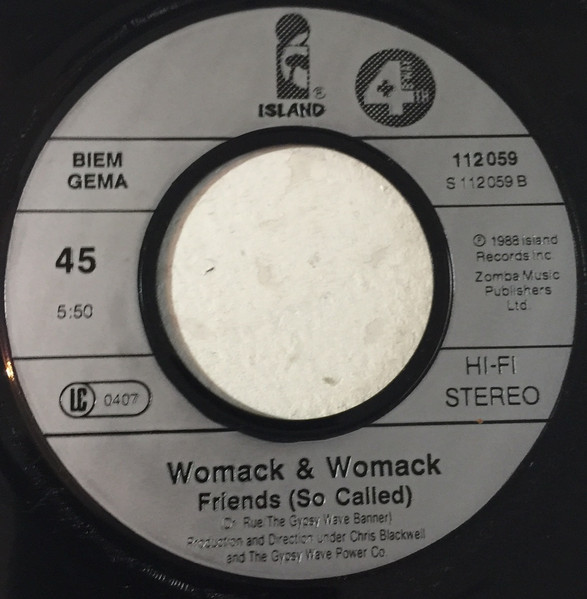 ISLAND
®
4TH
BIEM
GEMA
112 059
S 112 059 B
45
5:50
℗ 1988 Island
Records Inc.
Zomba Music
Publishers
Ltd.
LC 0407
HI-FI
STEREO
Womack & Womack
Friends (So Called)
(Dr. Rue The Gypsy Wave Banner)
Production and Direction under Chris Blackwell
and The Gypsy Wave Power Co.